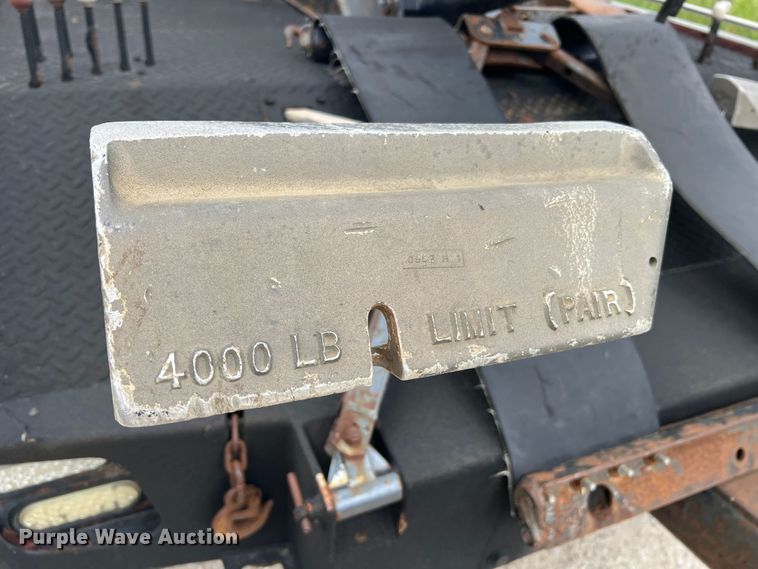 4000 LB LIMIT (PAIR)
Purple Wave Auction®